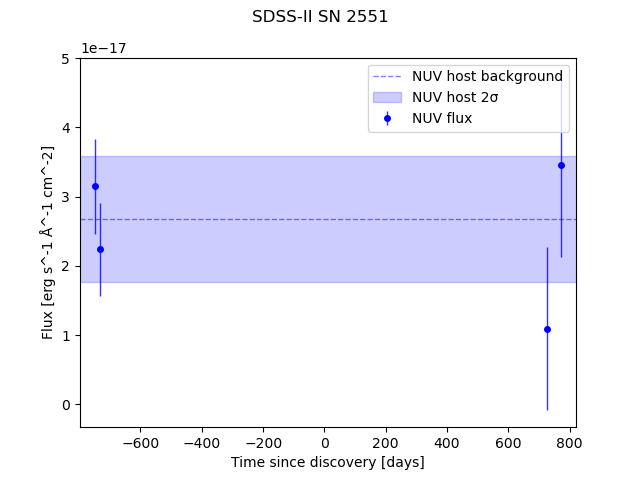 SDSS-II SN 2551
1e−17
NUV host background
NUV host 2σ
NUV flux
5
4
3
2
1
0
Flux [erg s^-1 Å^-1 cm^-2]
−600 −400 −200 0 200 400 600 800
Time since discovery [days]